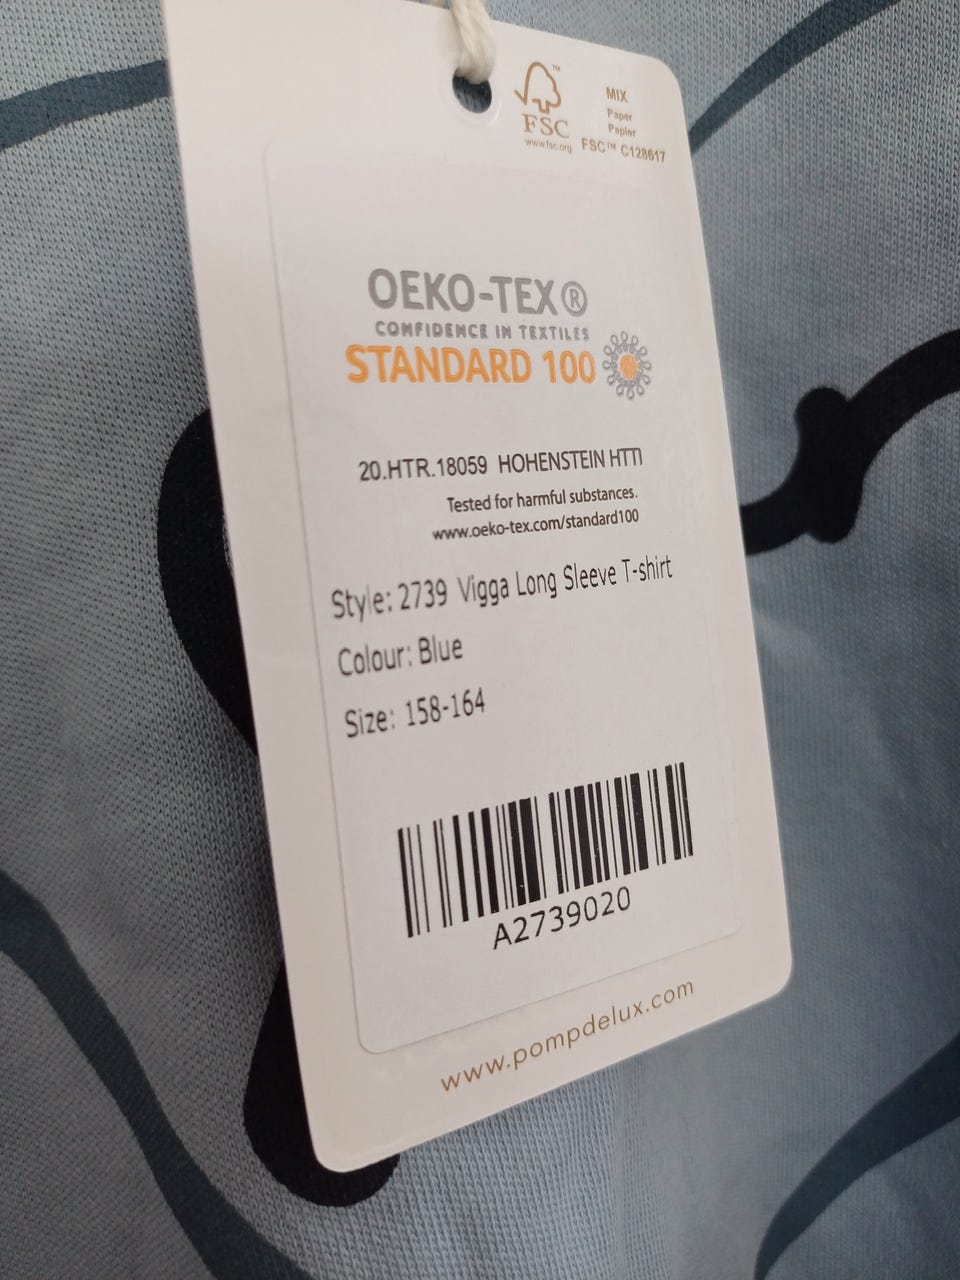 FSC™
www.fsc.org
MIX
Paper
Papier
FSC™ C128617
OEKO-TEX®
CONFIDENCE IN TEXTILES
STANDARD 100
20.HTR.18059 HOHENSTEIN HTTI
Tested for harmful substances.
www.oeko-tex.com/standard100
Style: 2739 Vigga Long Sleeve T-shirt
Colour: Blue
Size: 158-164
A2739020
www.pompdelux.com